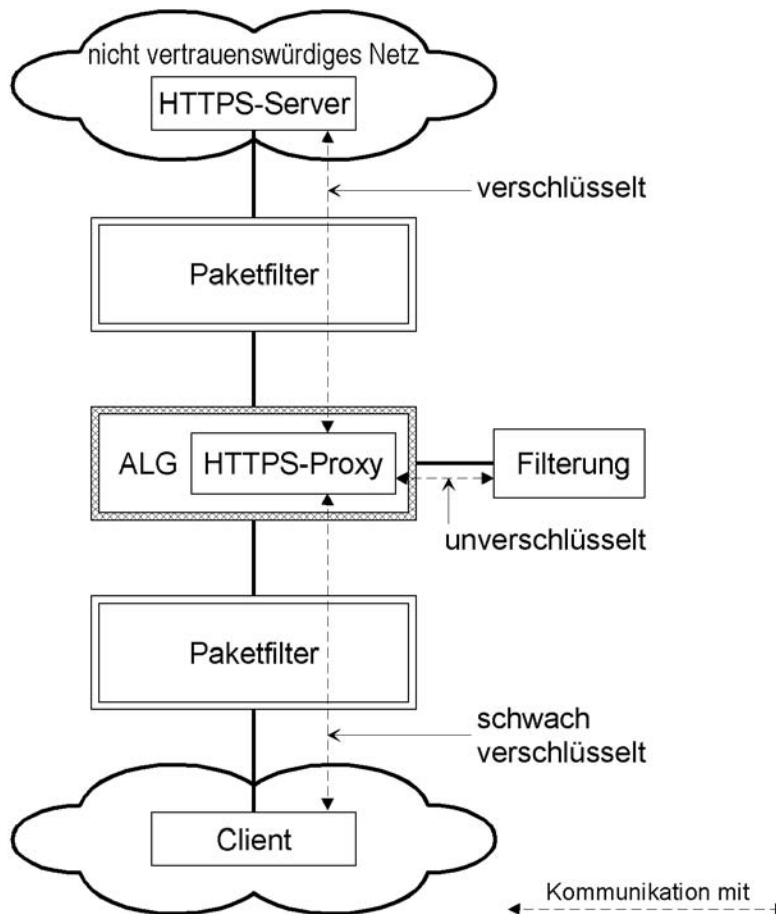 nicht vertrauenswürdiges Netz
HTTPS-Server
verschlüsselt
Paketfilter
ALG
HTTPS-Proxy
Filterung
unverschlüsselt
Paketfilter
schwach
verschlüsselt
Client
Kommunikation mit